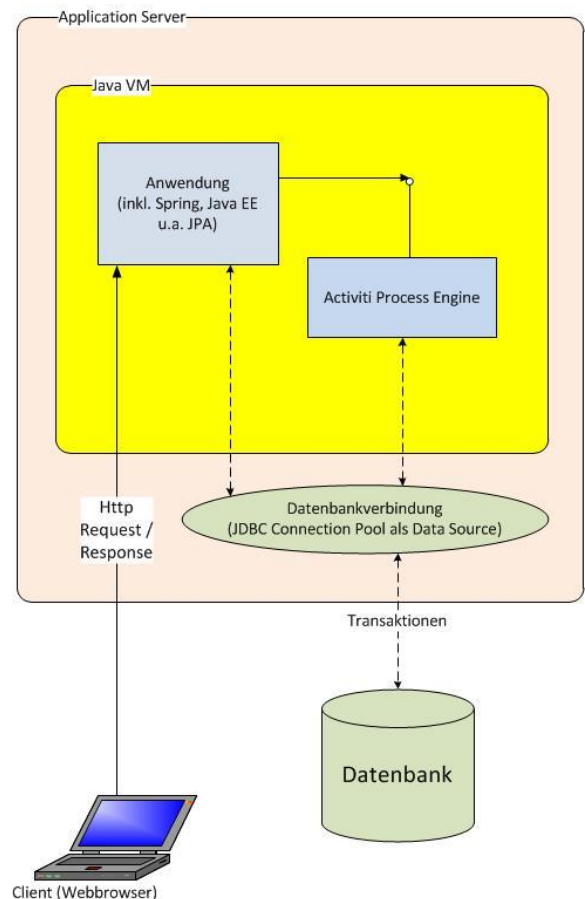 Application Server
Java VM
Anwendung
(inkl. Spring, Java EE
u.a. JPA)
Activiti Process Engine
Http
Request /
Response
Datenbankverbindung
(JDBC Connection Pool als Data Source)
Transaktionen
Datenbank
Client (Webbrowser)